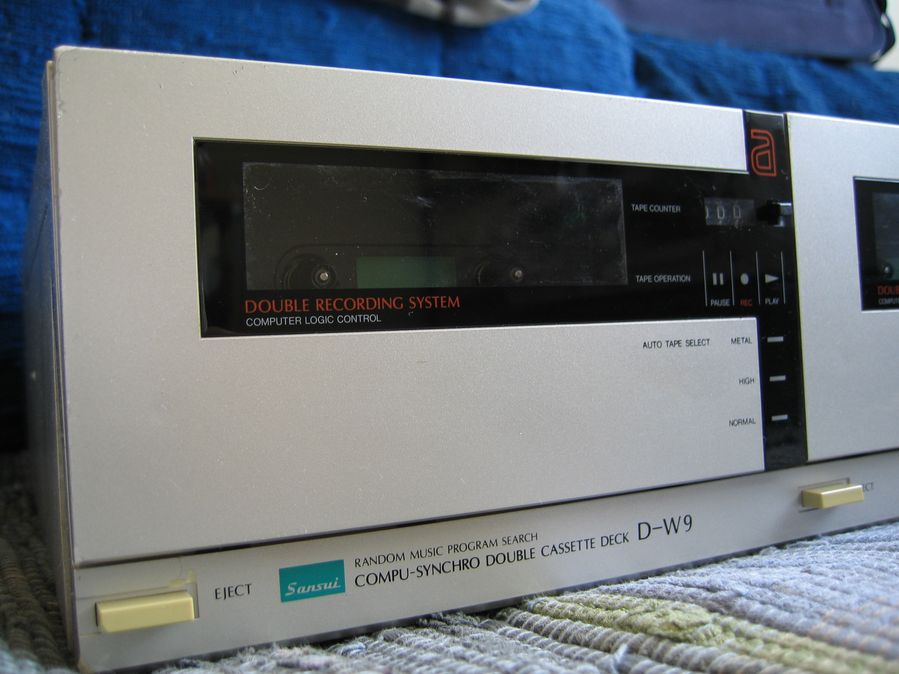 a
TAPE COUNTER
TAPE OPERATION
PAUSE REC PLAY
DOUBLE RECORDING SYSTEM
COMPUTER LOGIC CONTROL
AUTO TAPE SELECT METAL
HIGH
NORMAL
EJECT
Sansui
RANDOM MUSIC PROGRAM SEARCH
COMPU-SYNCHRO DOUBLE CASSETTE DECK D-W9